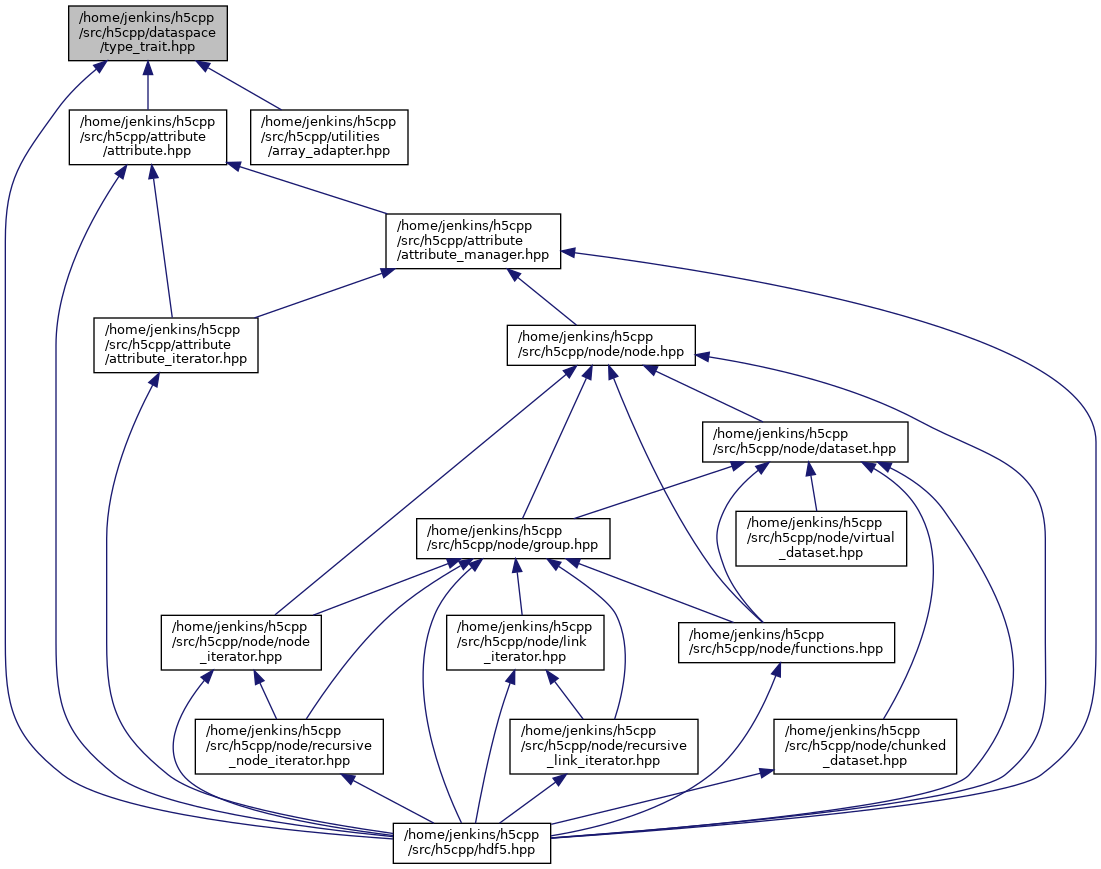 /home/jenkins/h5cpp
/src/h5cpp/dataspace
/type_trait.hpp
/home/jenkins/h5cpp
/src/h5cpp/attribute
/attribute.hpp
/home/jenkins/h5cpp
/src/h5cpp/utilities
/array_adapter.hpp
/home/jenkins/h5cpp
/src/h5cpp/attribute
/attribute_manager.hpp
/home/jenkins/h5cpp
/src/h5cpp/attribute
/attribute_iterator.hpp
/home/jenkins/h5cpp
/src/h5cpp/node/node.hpp
/home/jenkins/h5cpp
/src/h5cpp/node/dataset.hpp
/home/jenkins/h5cpp
/src/h5cpp/node/group.hpp
/home/jenkins/h5cpp
/src/h5cpp/node/virtual
_dataset.hpp
/home/jenkins/h5cpp
/src/h5cpp/node/node
_iterator.hpp
/home/jenkins/h5cpp
/src/h5cpp/node/link
_iterator.hpp
/home/jenkins/h5cpp
/src/h5cpp/node/functions.hpp
/home/jenkins/h5cpp
/src/h5cpp/node/recursive
_node_iterator.hpp
/home/jenkins/h5cpp
/src/h5cpp/node/recursive
_link_iterator.hpp
/home/jenkins/h5cpp
/src/h5cpp/node/chunked
_dataset.hpp
/home/jenkins/h5cpp
/src/h5cpp/hdf5.hpp